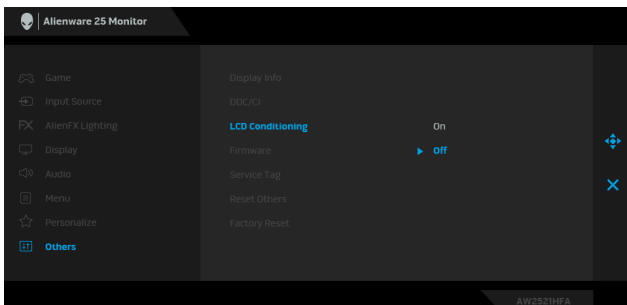 Alienware 25 Monitor
Game
Input Source
FX AlienFX Lighting
Display
Audio
Menu
Personalize
Others
Display Info
DDC/CI
LCD Conditioning On
Firmware Off
Service Tag
Reset Others
Factory Reset
AW2521HFA